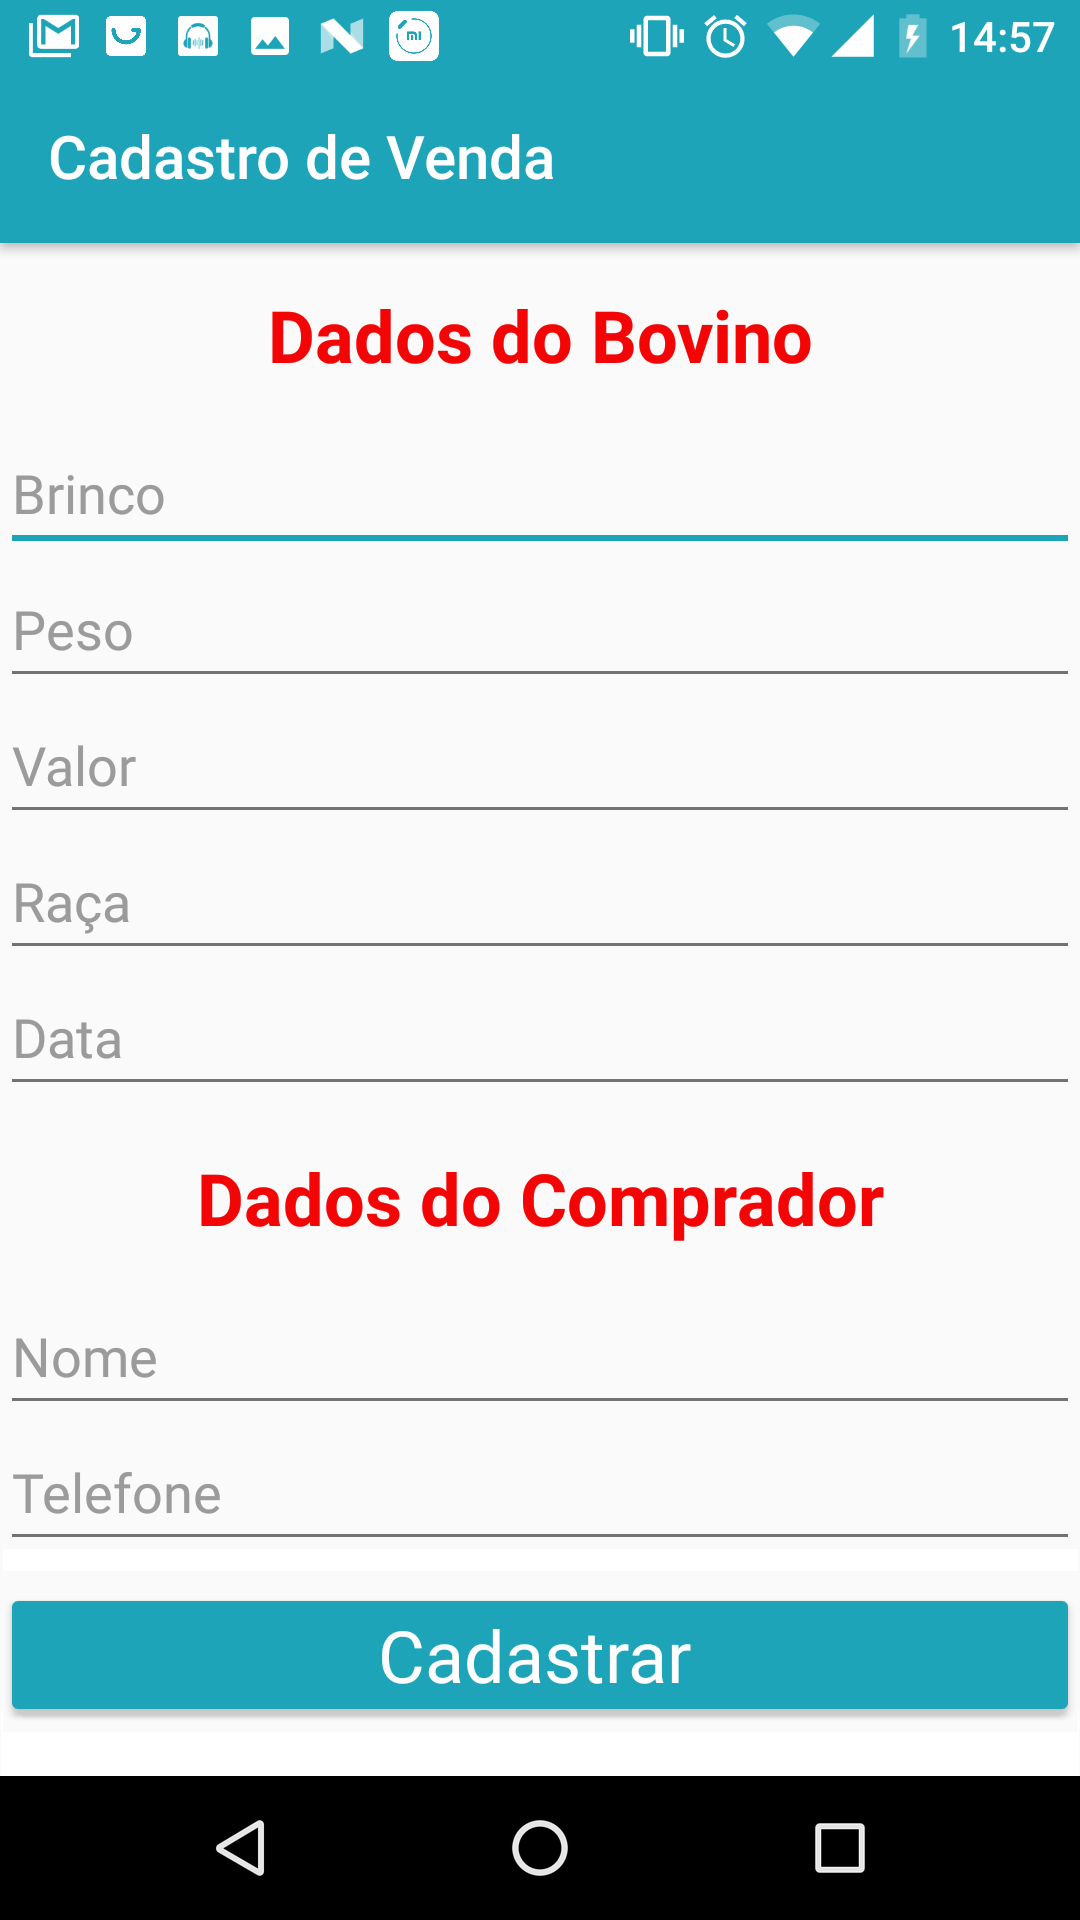 14:57
Cadastro de Venda
Dados do Bovino
Brinco
Peso
Valor
Raça
Data
Dados do Comprador
Nome
Telefone
Cadastrar